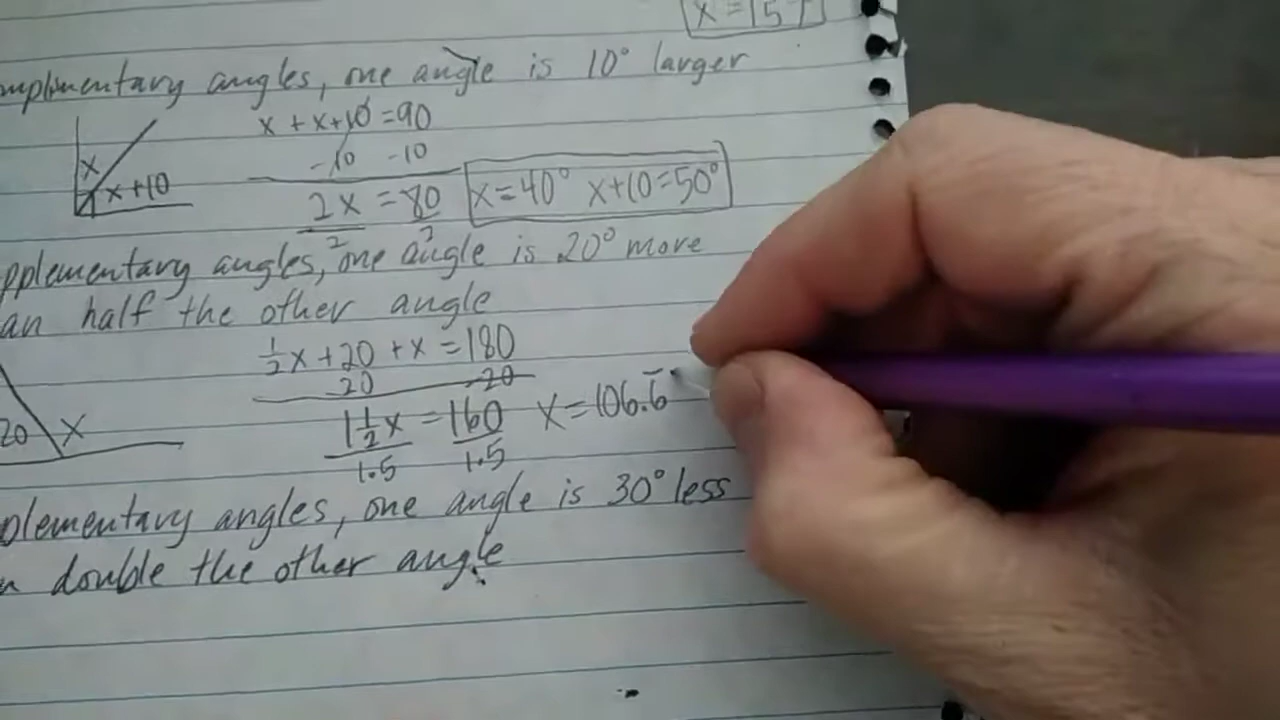 x = 157
mplimentary angles, one angle is 10° larger
x + x+10 = 90
-10 -10
x
x+10
2x = 80 x=40° x+10=50°
2 2
pplementary angles, one angle is 20° more
an half the other angle
½x +20 + x = 180
-20 -20
20 x
1½x = 160 x=106.6
1.5 1.5
plementary angles, one angle is 30° less
n double the other angle